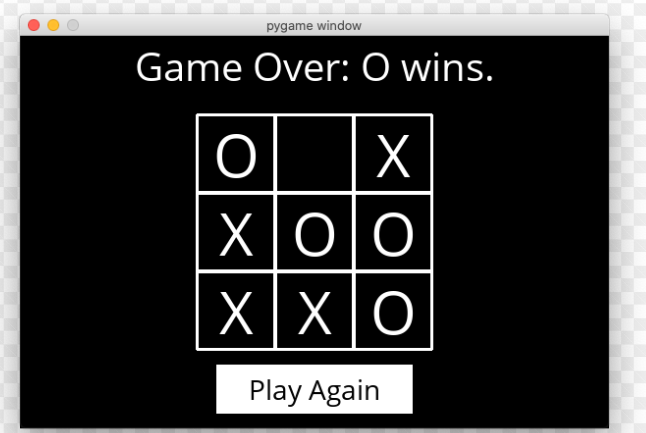 pygame window
Game Over: O wins.
O X
X O O
X X O
Play Again